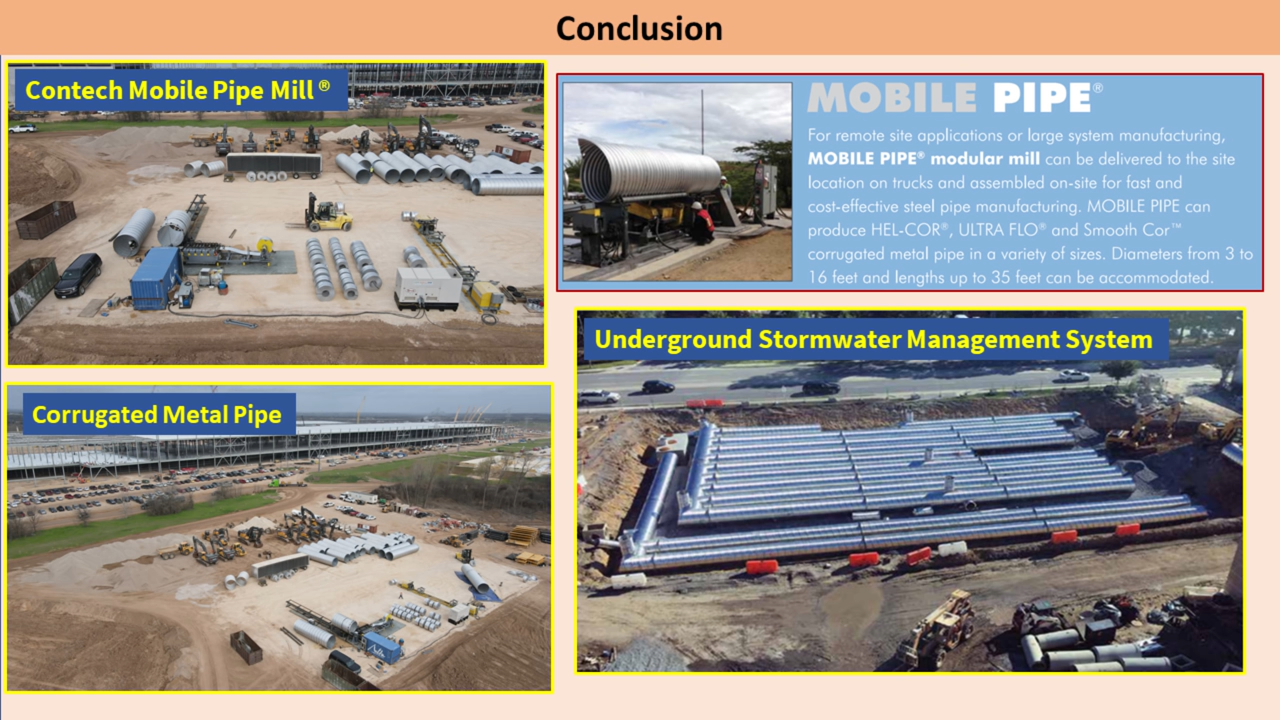 Conclusion
Contech Mobile Pipe Mill ®
MOBILE PIPE®
For remote site applications or large system manufacturing,
MOBILE PIPE® modular mill can be delivered to the site
location on trucks and assembled on-site for fast and
cost-effective steel pipe manufacturing. MOBILE PIPE can
produce HEL-COR®, ULTRA FLO® and Smooth Cor™
corrugated metal pipe in a variety of sizes. Diameters from 3 to
16 feet and lengths up to 35 feet can be accommodated.
Corrugated Metal Pipe
Underground Stormwater Management System